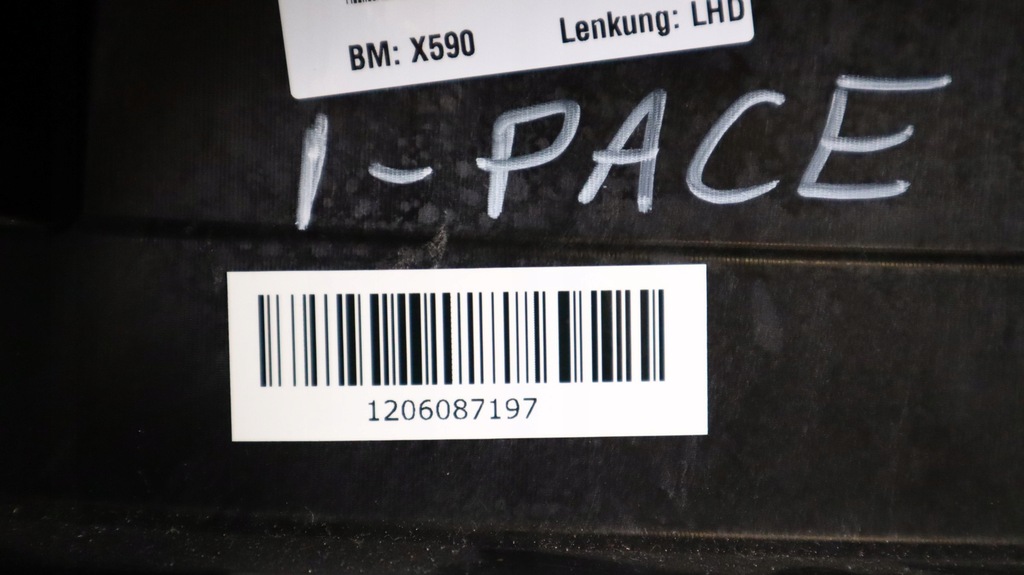 BM: X590 Lenkung: LHD
I-PACE
1206087197